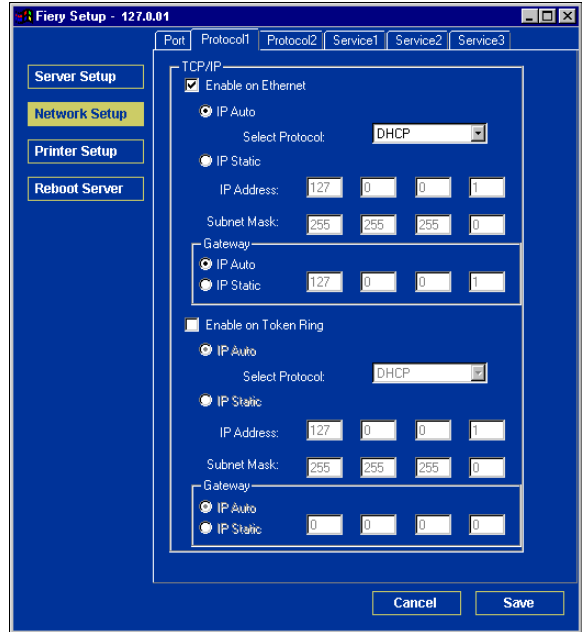 Fiery Setup - 127.0.01
Port Protocol1 Protocol2 Service1 Service2 Service3
Server Setup
Network Setup
Printer Setup
Reboot Server
TCP/IP
Enable on Ethernet
IP Auto
Select Protocol: DHCP
IP Static
IP Address: 127 0 0 1
Subnet Mask: 255 255 255 0
Gateway
IP Auto
IP Static 127 0 0 1
Enable on Token Ring
IP Auto
Select Protocol: DHCP
IP Static
IP Address: 127 0 0 1
Subnet Mask: 255 255 255 0
Gateway
IP Auto
IP Static 0 0 0 0
Cancel Save